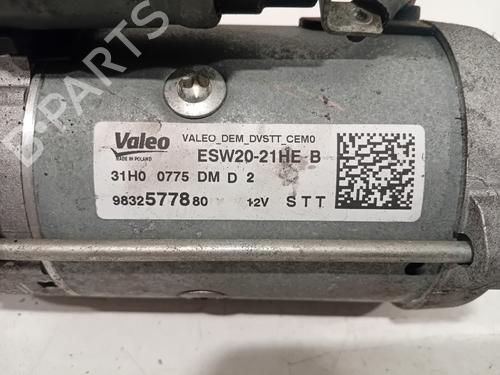 B-Parts
Valeo VALEO_DEM_DVSTT_CEM0
MADE IN POLAND ESW20-21HE-B
31H0 0775 DM D 2
9832577880 12V STT